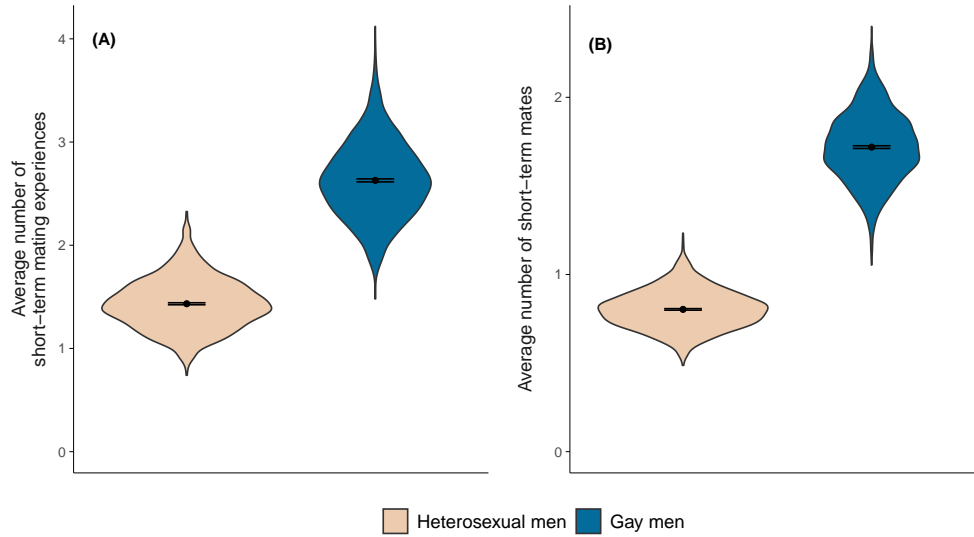 (A)
Average number of
short−term mating experiences
4
3
2
1
0
(B)
Average number of short−term mates
2
1
0
Heterosexual men
Gay men